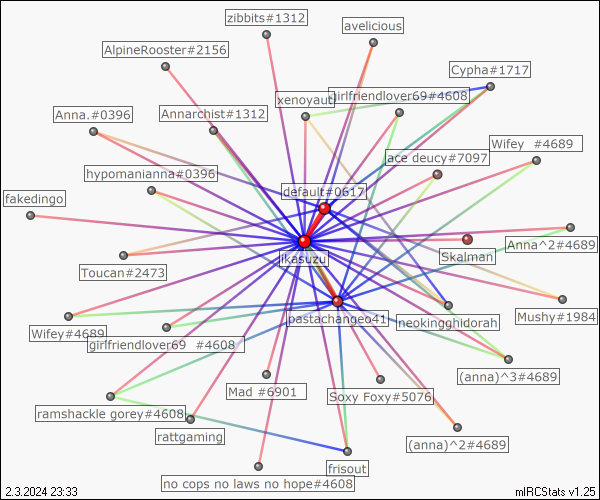 zibbits#1312
avelicious
AlpineRooster#2156
Cypha#1717
xenoyauti
girlfriendlover69#4608
Anna.#0396
Annarchist#1312
Wifey #4689
ace deucy#7097
hypomanianna#0396
default#0617
fakedingo
Anna^2#4689
Skalman
ikasuzu
Toucan#2473
Mushy#1984
pastachangeo41
neokingghidorah
Wifey#4689
girlfriendlover69 #4608
(anna)^3#4689
Mad #6901
Soxy Foxy#5076
ramshackle gorey#4608
rattgaming
(anna)^2#4689
frisout
no cops no laws no hope#4608
2.3.2024 23:33
mIRCStats v1.25